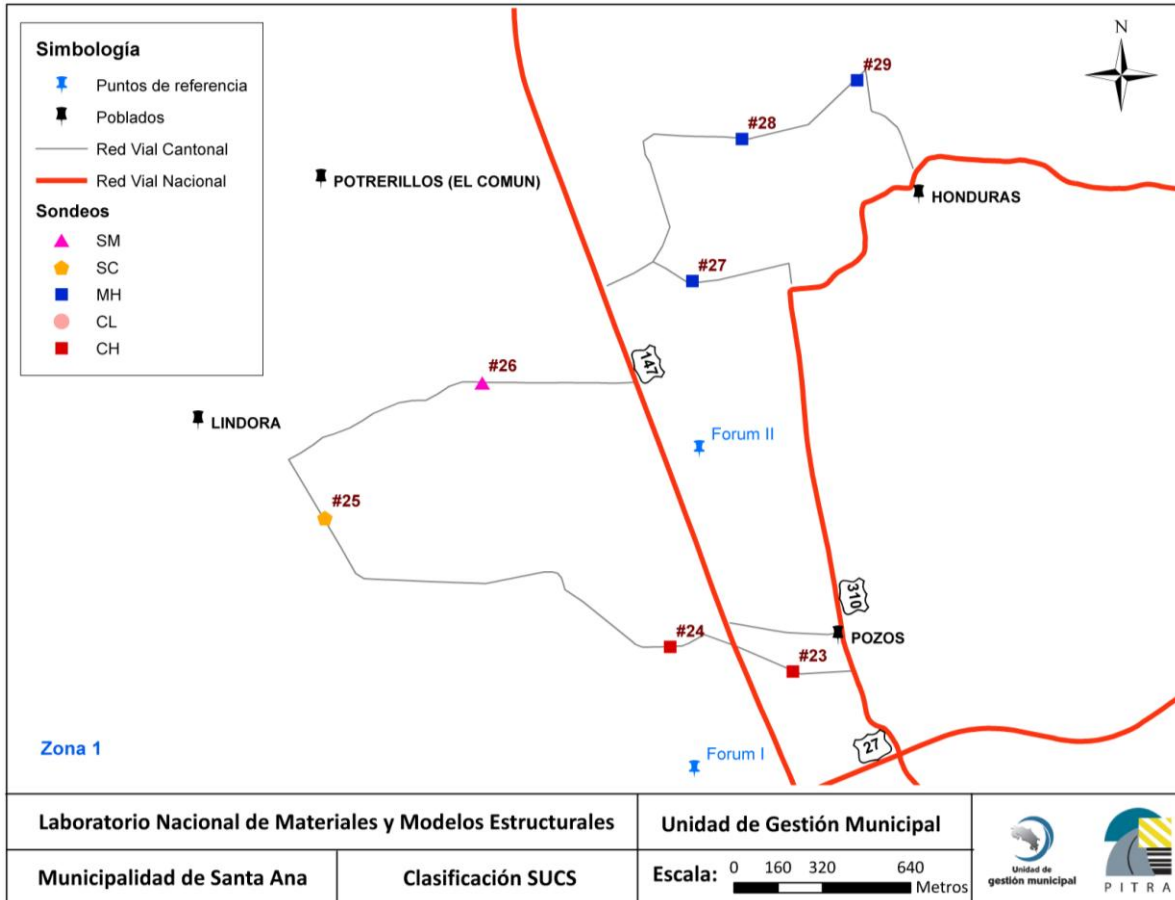 Simbología
Puntos de referencia
Poblados
Red Vial Cantonal
Red Vial Nacional
Sondeos
SM
SC
MH
CL
CH
N
#29
#28
POTRERILLOS (EL COMUN)
HONDURAS
#27
147
#26
LINDORA
Forum II
#25
310
#24
POZOS
#23
27
Zona 1
Forum I
Laboratorio Nacional de Materiales y Modelos Estructurales
Unidad de Gestión Municipal
Municipalidad de Santa Ana
Clasificación SUCS
Escala: 0 160 320 640
Metros
Unidad de
gestión municipal
PITRA